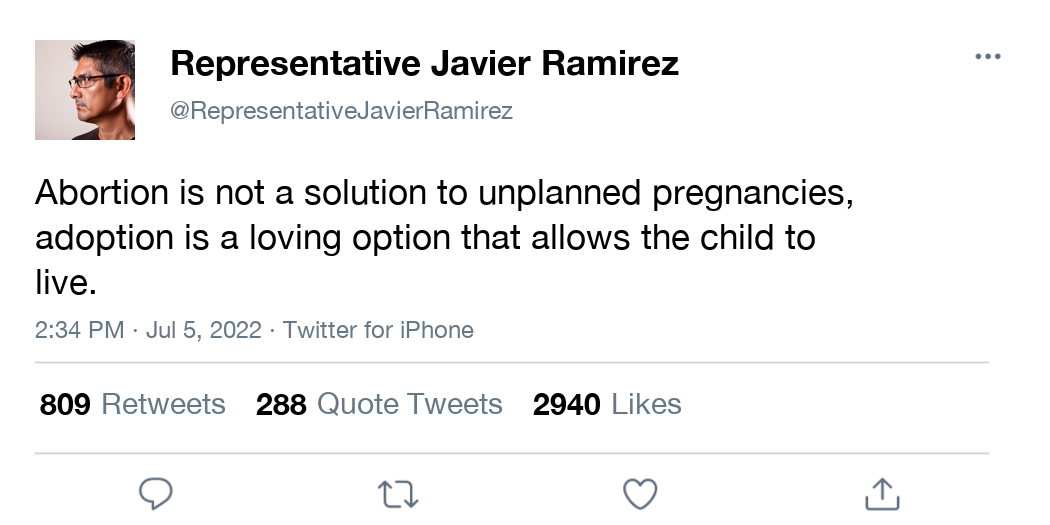 Representative Javier Ramirez
@RepresentativeJavierRamirez
Abortion is not a solution to unplanned pregnancies,
adoption is a loving option that allows the child to
live.
2:34 PM · Jul 5, 2022 · Twitter for iPhone
809 Retweets 288 Quote Tweets 2940 Likes